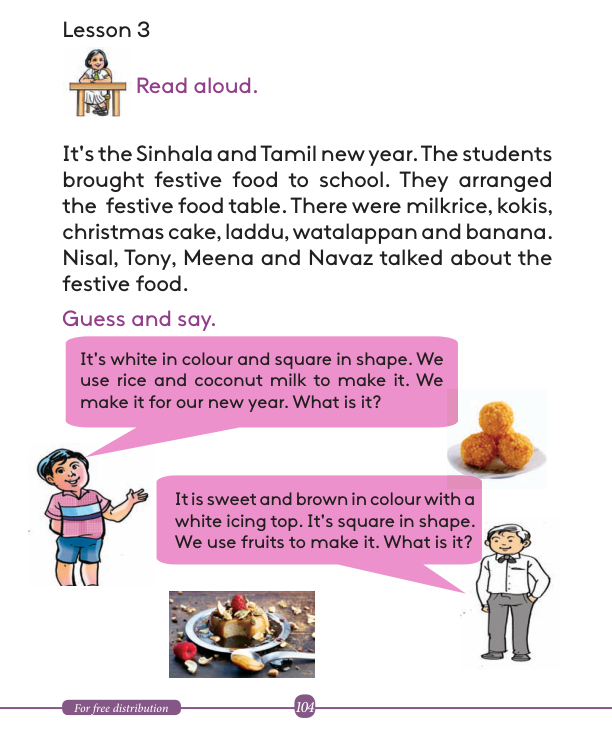 Lesson 3
Read aloud.
It's the Sinhala and Tamil new year. The students
brought festive food to school. They arranged
the festive food table. There were milkrice, kokis,
christmas cake, laddu, watalappan and banana.
Nisal, Tony, Meena and Navaz talked about the
festive food.
Guess and say.
It's white in colour and square in shape. We
use rice and coconut milk to make it. We
make it for our new year. What is it?
It is sweet and brown in colour with a
white icing top. It's square in shape.
We use fruits to make it. What is it?
For free distribution
104